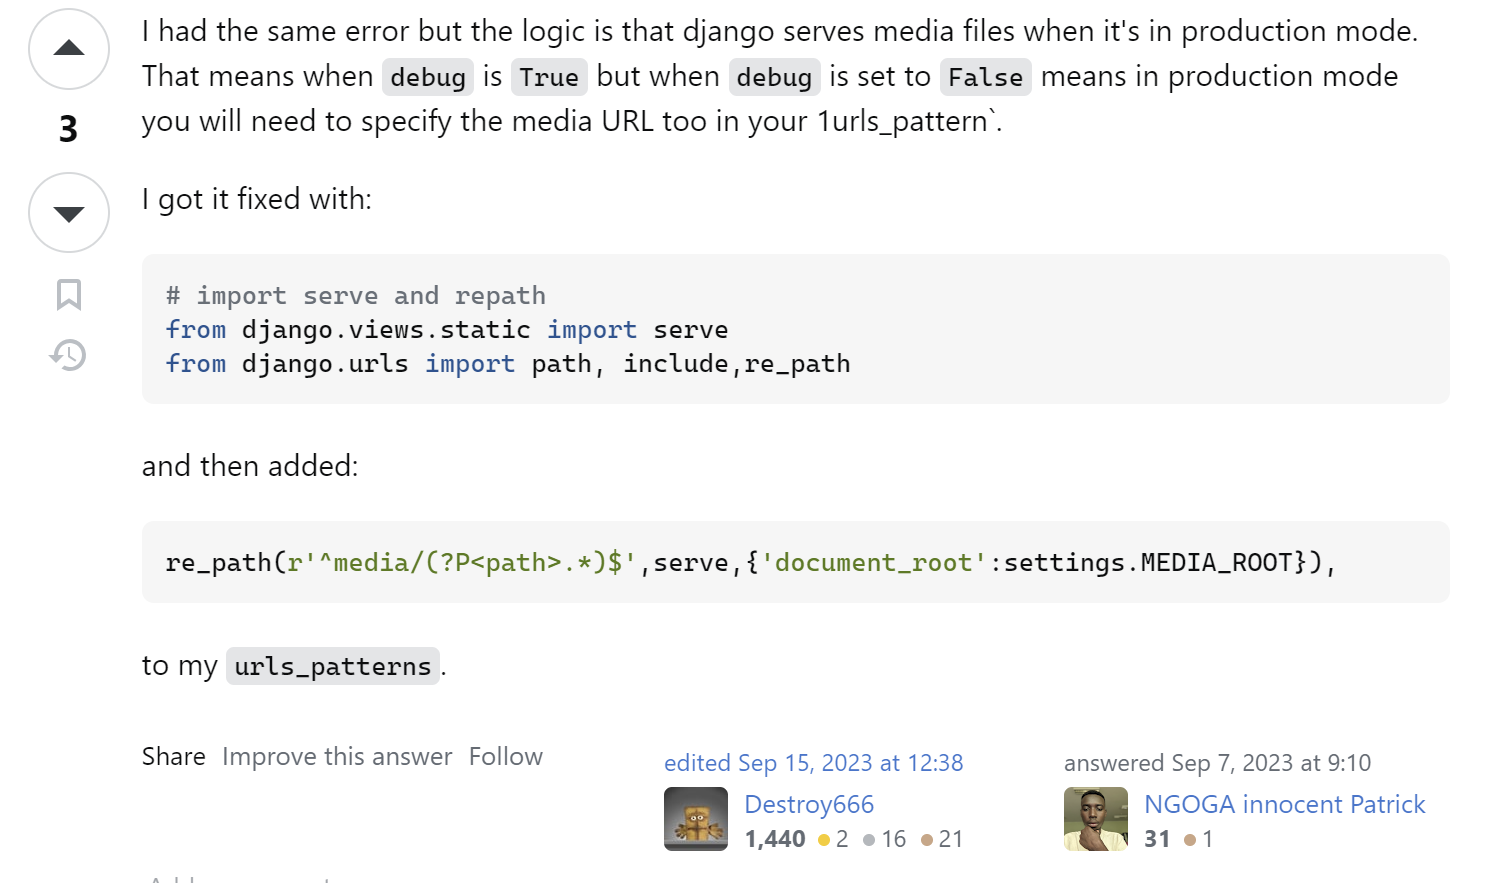 I had the same error but the logic is that django serves media files when it's in production mode.
That means when debug is True but when debug is set to False means in production mode
3
you will need to specify the media URL too in your 1urls_pattern`.
I got it fixed with:
# import serve and repath
from django.views.static import serve
from django.urls import path, include,re_path
and then added:
re_path(r'^media/(?P<path>.*)$',serve,{'document_root':settings.MEDIA_ROOT}),
to my urls_patterns.
Share Improve this answer Follow
edited Sep 15, 2023 at 12:38
Destroy666
1,440 2 16 21
answered Sep 7, 2023 at 9:10
NGOGA innocent Patrick
31 1